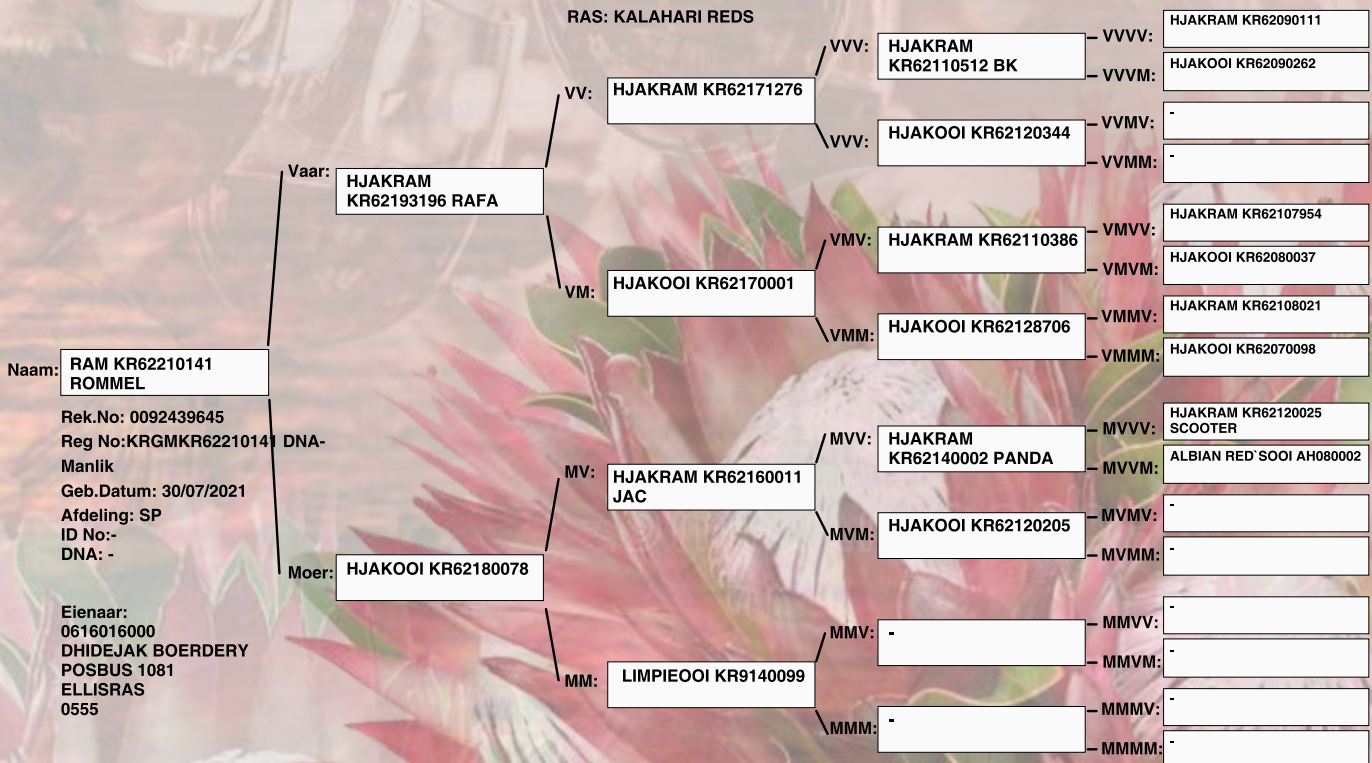 RAS: KALAHARI REDS
Naam:
RAM KR62210141
ROMMEL
Rek.No: 0092439645
Reg No:KRGMKR62210141 DNA-
Manlik
Geb.Datum: 30/07/2021
Afdeling: SP
ID No:-
DNA: -
Eienaar:
0616016000
DHIDEJAK BOERDERY
POSBUS 1081
ELLISRAS
0555
Vaar:
HJAKRAM
KR62193196 RAFA
Moer:
HJAKOOI KR62180078
VV:
HJAKRAM KR62171276
VM:
HJAKOOI KR62170001
MV:
HJAKRAM KR62160011
JAC
MM:
LIMPIEOOI KR9140099
VVV:
HJAKRAM
KR62110512 BK
VVV:
HJAKOOI KR62120344
VMV:
HJAKRAM KR62110386
VMM:
HJAKOOI KR62128706
MVV:
HJAKRAM
KR62140002 PANDA
MVM:
HJAKOOI KR62120205
MMV:
-
MMM:
-
VVVV:
HJAKRAM KR62090111
VVVM:
HJAKOOI KR62090262
VVMV:
-
VVMM:
-
VMVV:
HJAKRAM KR62107954
VMVM:
HJAKOOI KR62080037
VMMV:
HJAKRAM KR62108021
VMMM:
HJAKOOI KR62070098
MVVV:
HJAKRAM KR62120025
SCOOTER
MVVM:
ALBIAN RED`SOOI AH080002
MVMV:
-
MVMM:
-
MMVV:
-
MMVM:
-
MMMV:
-
MMMM:
-